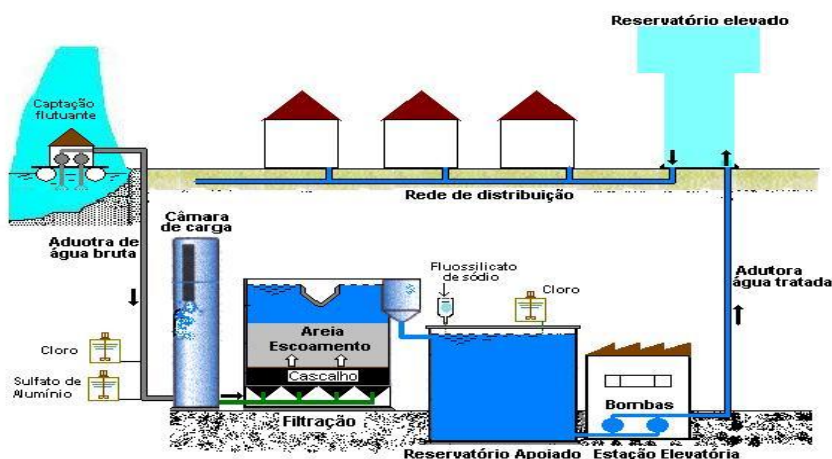 Reservatório elevado
Captação
flutuante
Rede de distribuição
Câmara
de carga
Aduotra de
água bruta
Fluossilicato
de sódio
Cloro
Adutora
água tratada
Areia
Escoamento
Cascalho
Cloro
Sulfato de
Alumínio
Filtração
Bombas
Reservatório Apoiado
Estação Elevatória